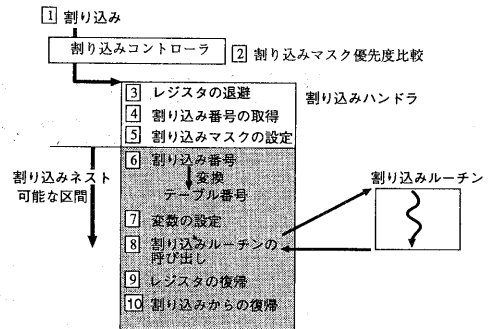 1 割り込み
割り込みコントローラ
2 割り込みマスク優先度比較
3 レジスタの退避
割り込みハンドラ
4 割り込み番号の取得
5 割り込みマスクの設定
6 割り込み番号
変換
テーブル番号
割り込みネスト
可能な区間
割り込みルーチン
7 変数の設定
8 割り込みルーチンの
呼び出し
9 レジスタの復帰
10 割り込みからの復帰